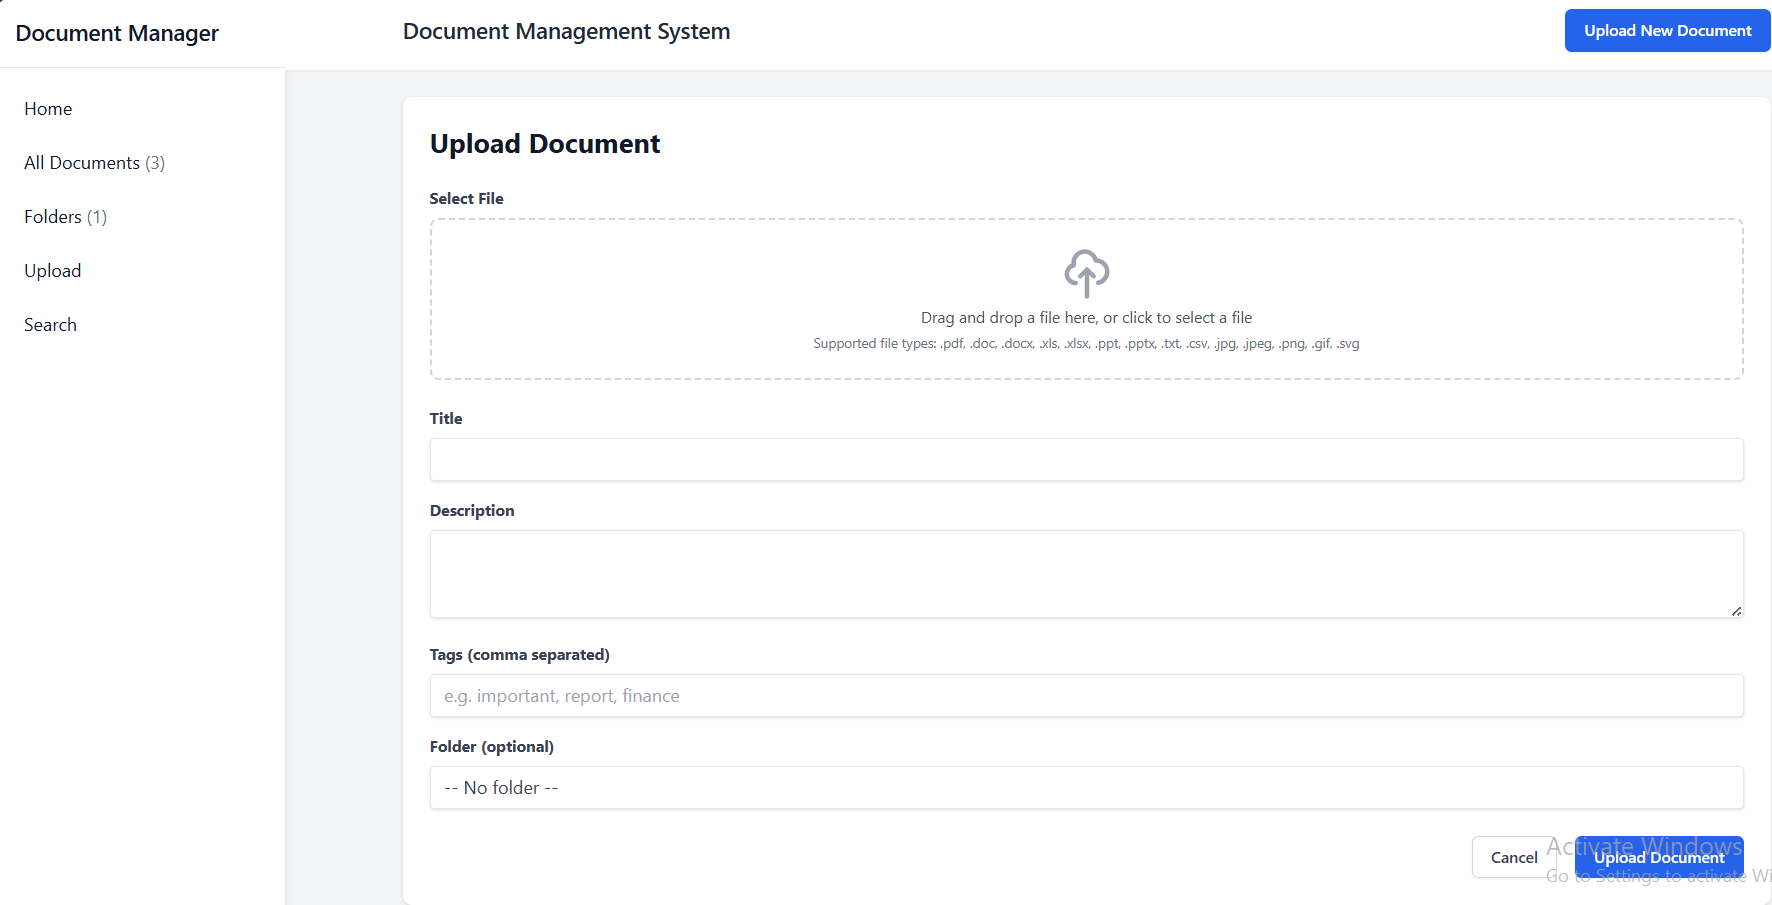 Document Manager
Document Management System
Upload New Document
Home
All Documents (3)
Folders (1)
Upload
Search
Upload Document
Select File
Drag and drop a file here, or click to select a file
Supported file types: .pdf, .doc, .docx, .xls, .xlsx, .ppt, .pptx, .txt, .csv, .jpg, .jpeg, .png, .gif, .svg
Title
Description
Tags (comma separated)
e.g. important, report, finance
Folder (optional)
-- No folder --
Cancel
Upload Document
Activate Windows
Go to Settings to activate Wi